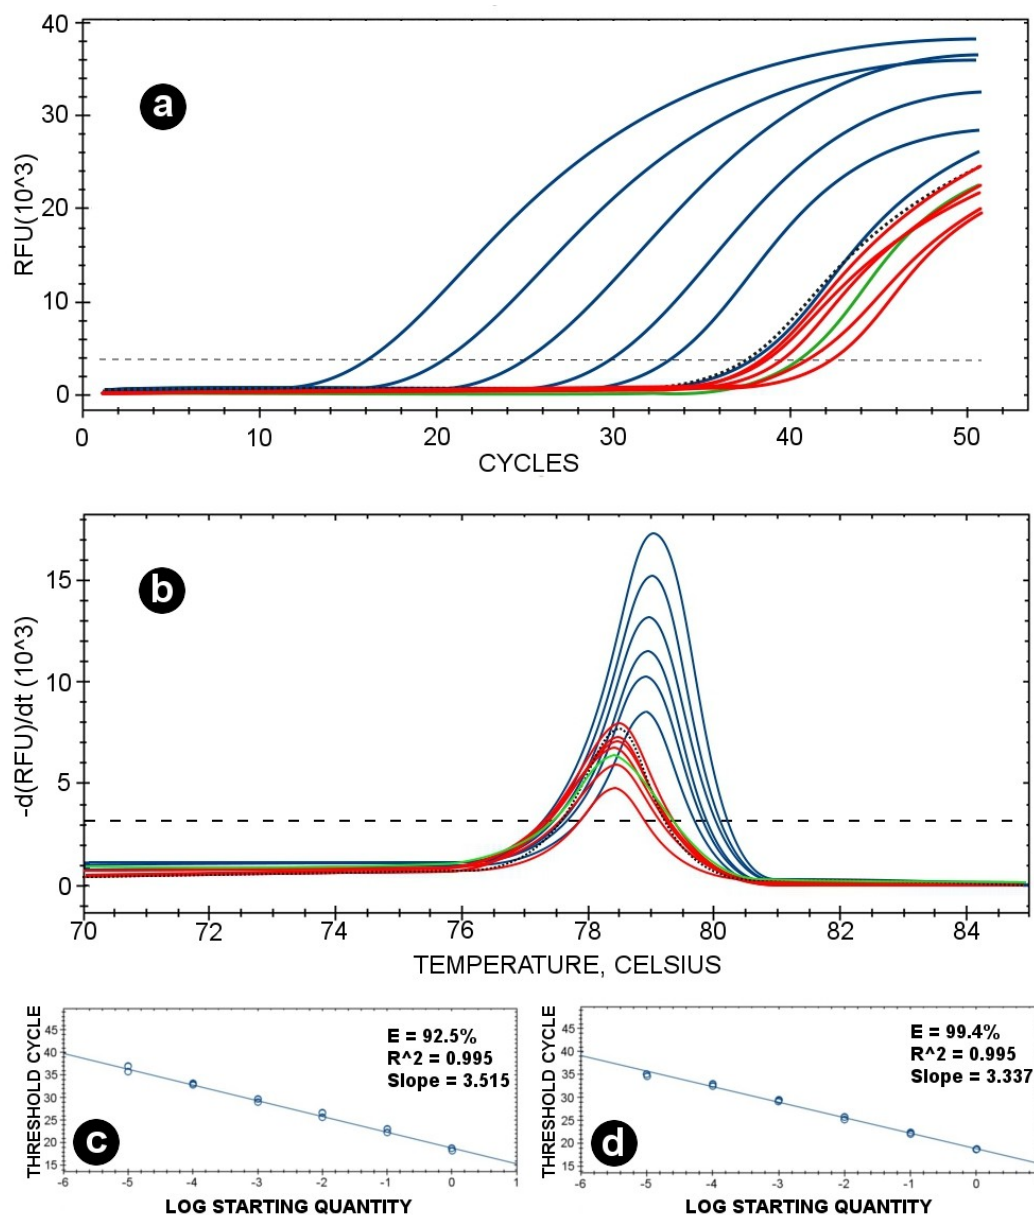 40
30
20
10
0
RFU(10^3)
a
0 10 20 30 40 50
CYCLES
15
10
5
0
-d(RFU)/dt (10^3)
b
70 72 74 76 78 80 82 84
TEMPERATURE, CELSIUS
THRESHOLD CYCLE
45
40
35
30
25
20
15
E = 92.5%
R^2 = 0.995
Slope = 3.515
c
-6 -5 -4 -3 -2 -1 0 1
LOG STARTING QUANTITY
THRESHOLD CYCLE
45
40
35
30
25
20
15
E = 99.4%
R^2 = 0.995
Slope = 3.337
d
-6 -5 -4 -3 -2 -1 0
LOG STARTING QUANTITY